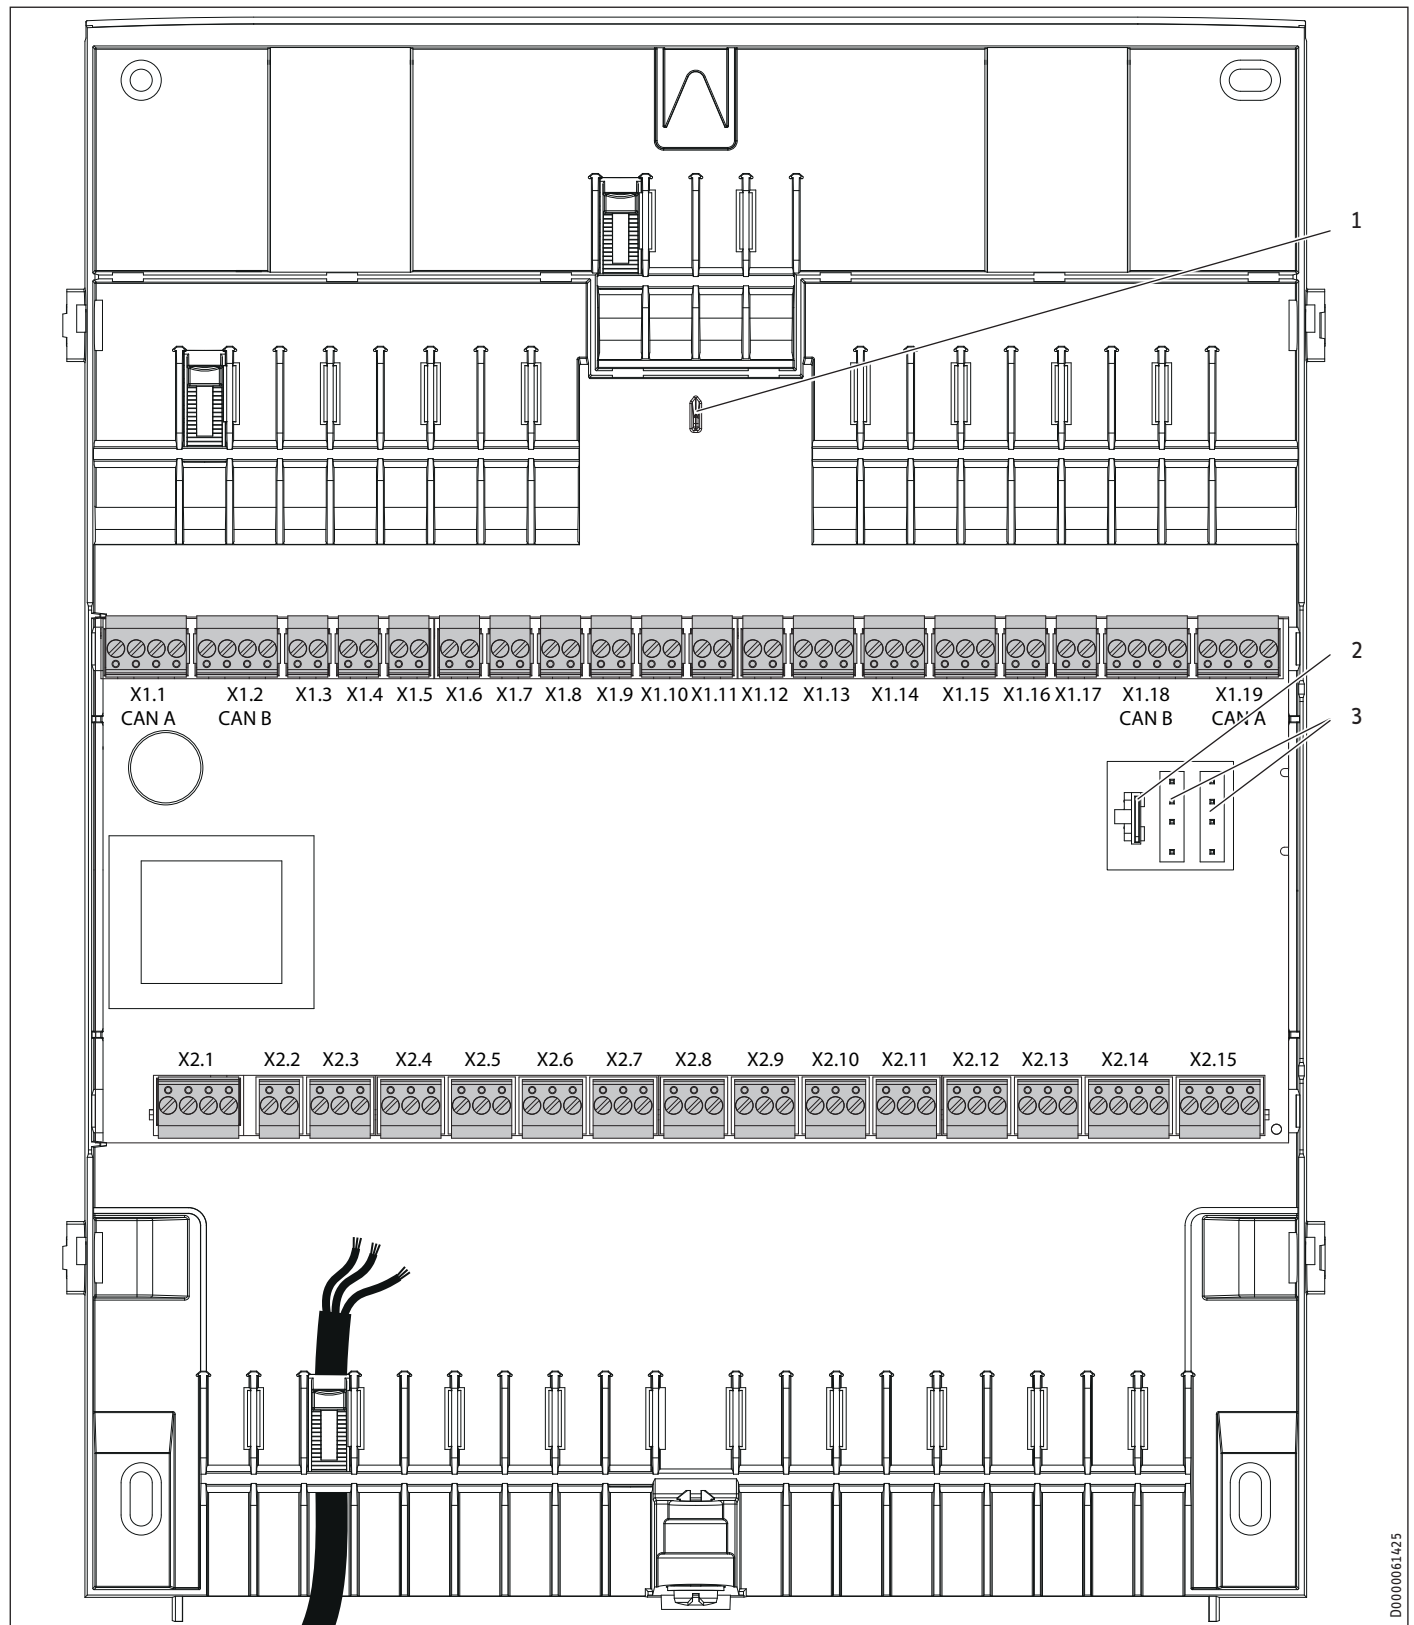 1
X1.1 X1.2 X1.3 X1.4 X1.5 X1.6 X1.7 X1.8 X1.9 X1.10 X1.11 X1.12 X1.13 X1.14 X1.15 X1.16 X1.17 X1.18 X1.19
CAN A CAN B CAN B CAN A
2
3
X2.1 X2.2 X2.3 X2.4 X2.5 X2.6 X2.7 X2.8 X2.9 X2.10 X2.11 X2.12 X2.13 X2.14 X2.15
D0000061425